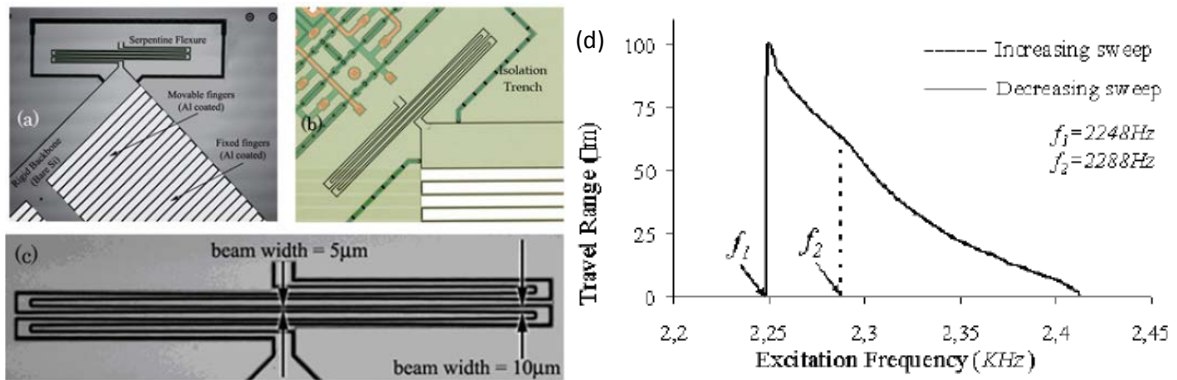 Serpentine Flexure
Movable fingers
(Al coated)
(a)
Fixed fingers
(Al coated)
Rigid Backbone
(Bare Si)
Isolation
Trench
(b)
(c)
beam width = 5μm
beam width = 10μm
(d)
Travel Range (□m)
100
75
50
25
0
Increasing sweep
Decreasing sweep
f1=2248Hz
f2=2288Hz
f1
f2
2,2
2,25
2,3
2,35
2,4
2,45
Excitation Frequency (KHz)